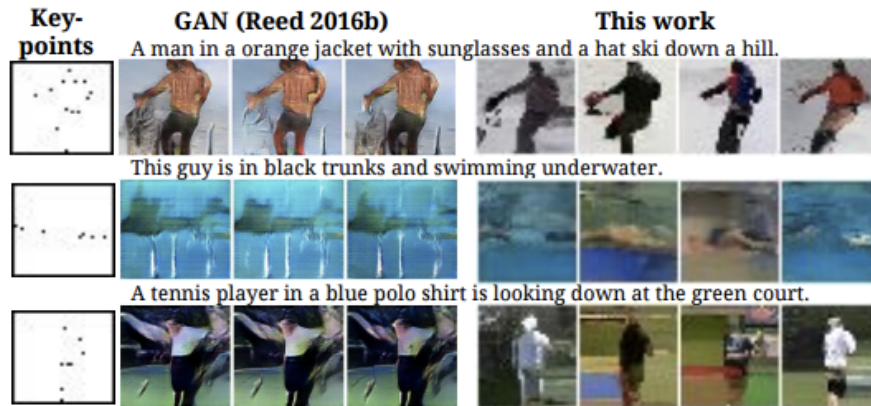 Key-
points
GAN (Reed 2016b)
This work
A man in a orange jacket with sunglasses and a hat ski down a hill.
This guy is in black trunks and swimming underwater.
A tennis player in a blue polo shirt is looking down at the green court.